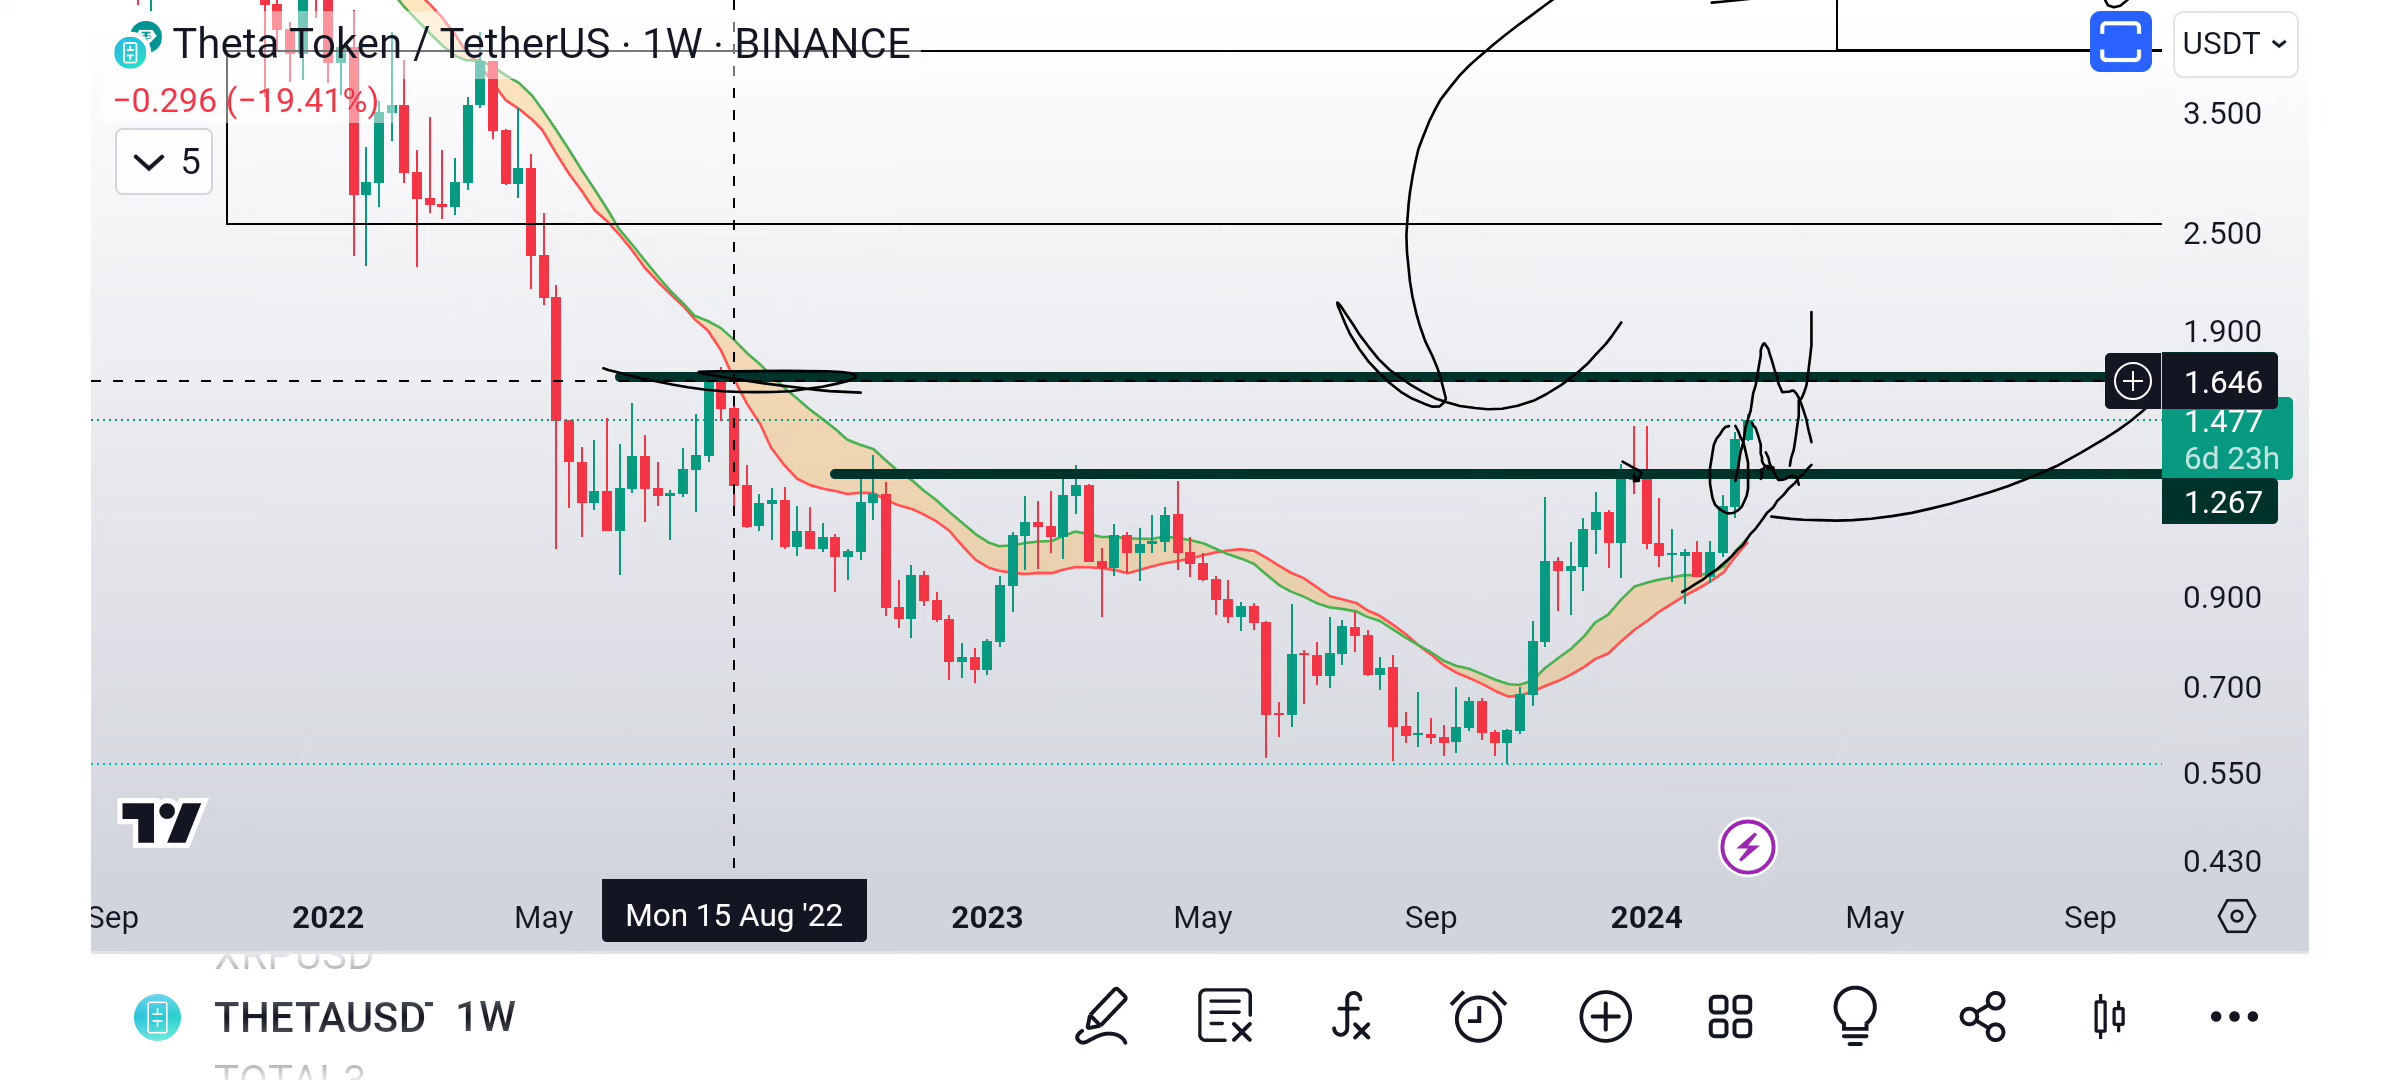 Theta Token / TetherUS · 1W · BINANCE
USDT
−0.296 (−19.41%)
5
3.500
2.500
1.900
1.646
1.477
6d 23h
1.267
0.900
0.700
0.550
0.430
Sep
2022
May
Mon 15 Aug '22
2023
May
Sep
2024
May
Sep
XRPUSD
THETAUSD 1W
TOTAL3